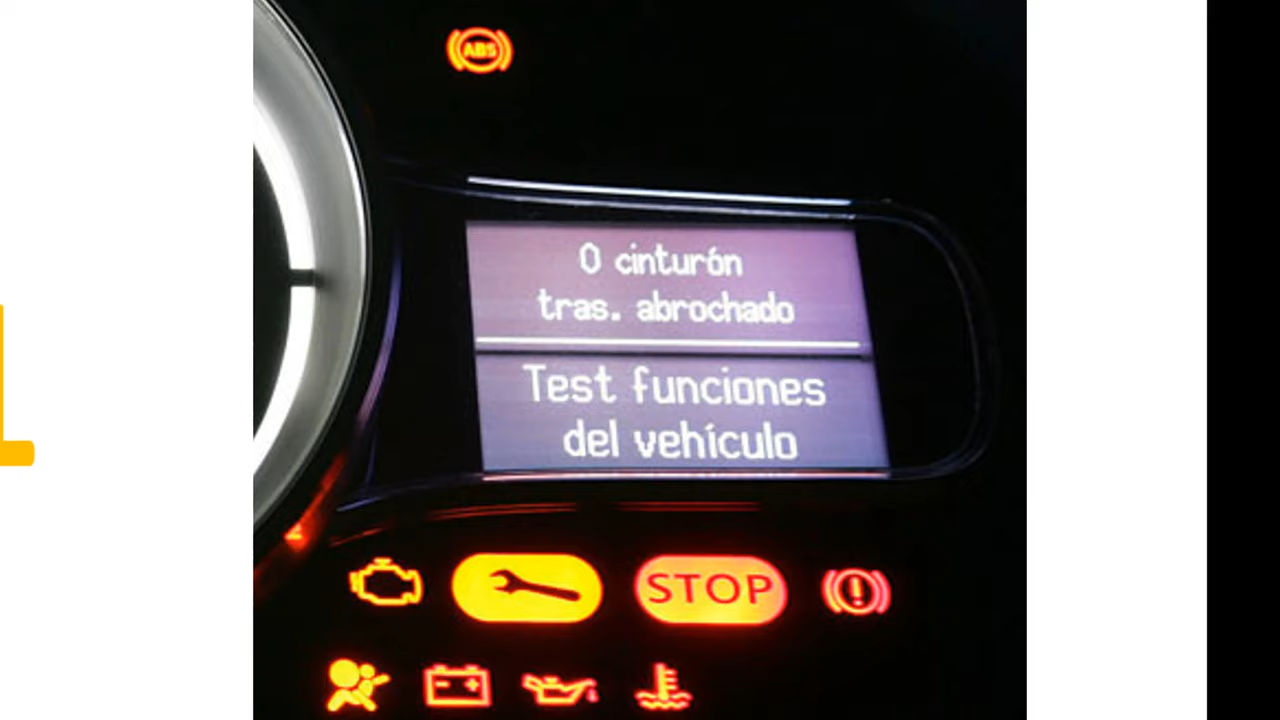 ABS
0 cinturón
tras. abrochado
Test funciones
del vehículo
STOP